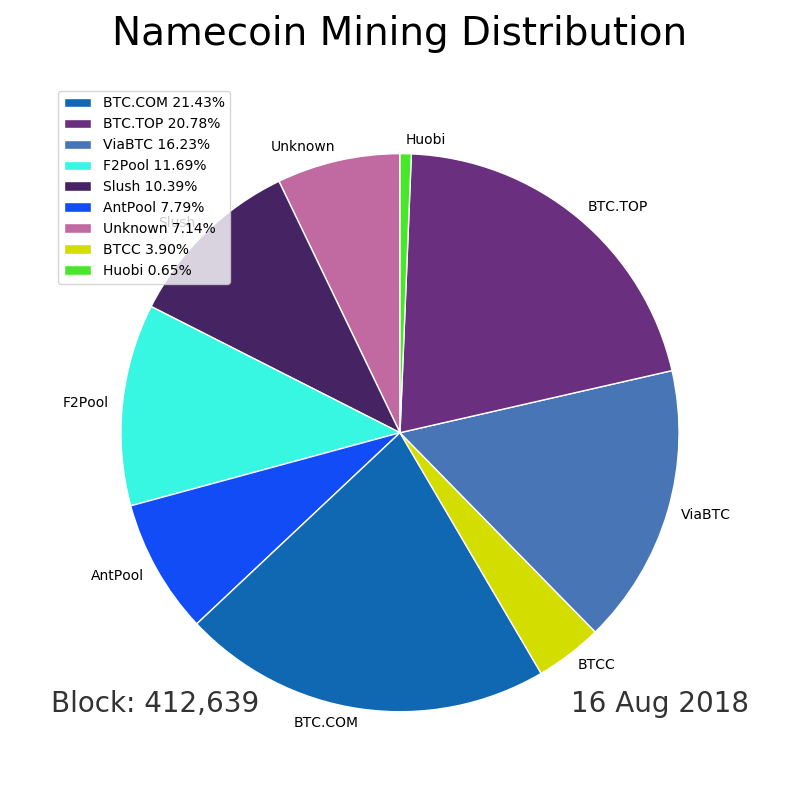 Namecoin Mining Distribution
BTC.COM 21.43%
BTC.TOP 20.78%
ViaBTC 16.23%
F2Pool 11.69%
Slush 10.39%
AntPool 7.79%
Unknown 7.14%
BTCC 3.90%
Huobi 0.65%
Huobi
Unknown
BTC.TOP
Slush
F2Pool
ViaBTC
AntPool
BTCC
BTC.COM
Block: 412,639
16 Aug 2018